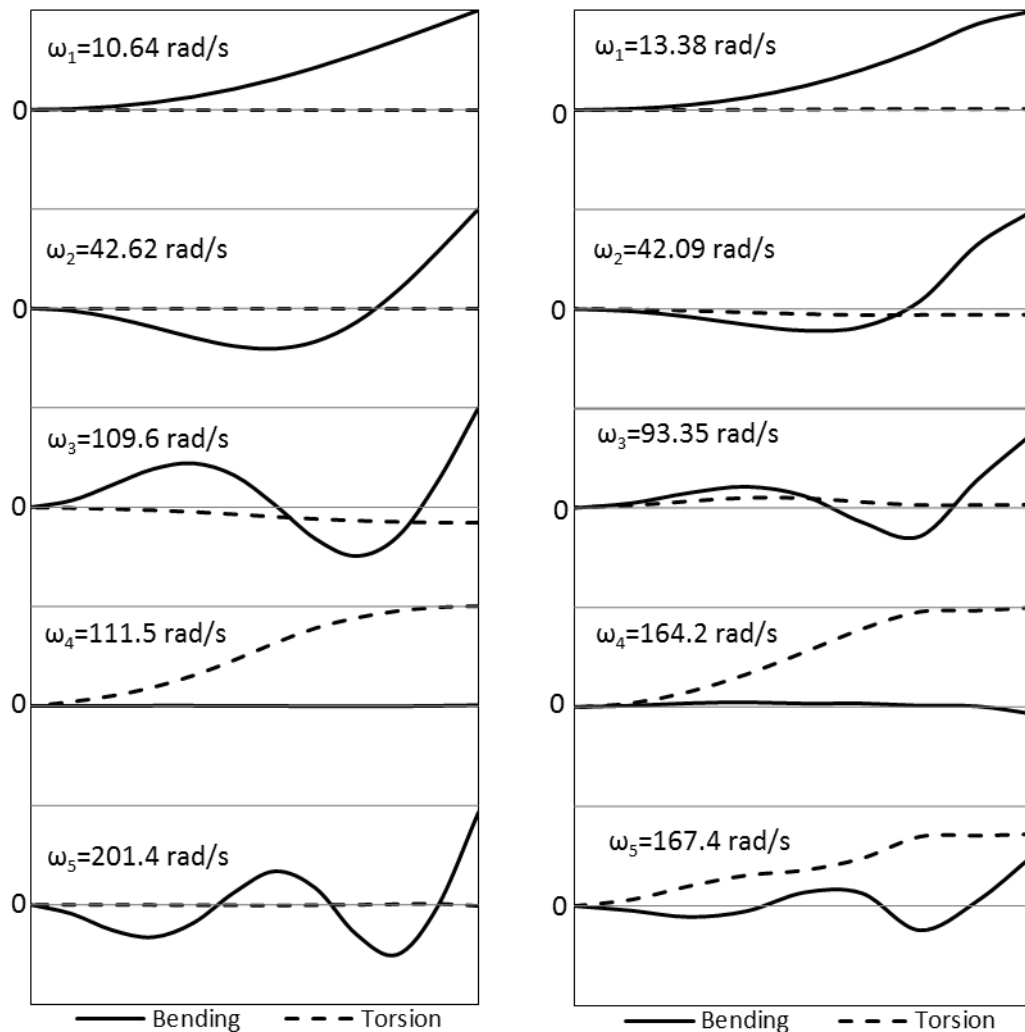 ω₁=10.64 rad/s
0
ω₂=42.62 rad/s
0
ω₃=109.6 rad/s
0
ω₄=111.5 rad/s
0
ω₅=201.4 rad/s
0
Bending Torsion
ω₁=13.38 rad/s
0
ω₂=42.09 rad/s
0
ω₃=93.35 rad/s
0
ω₄=164.2 rad/s
0
ω₅=167.4 rad/s
0
Bending Torsion